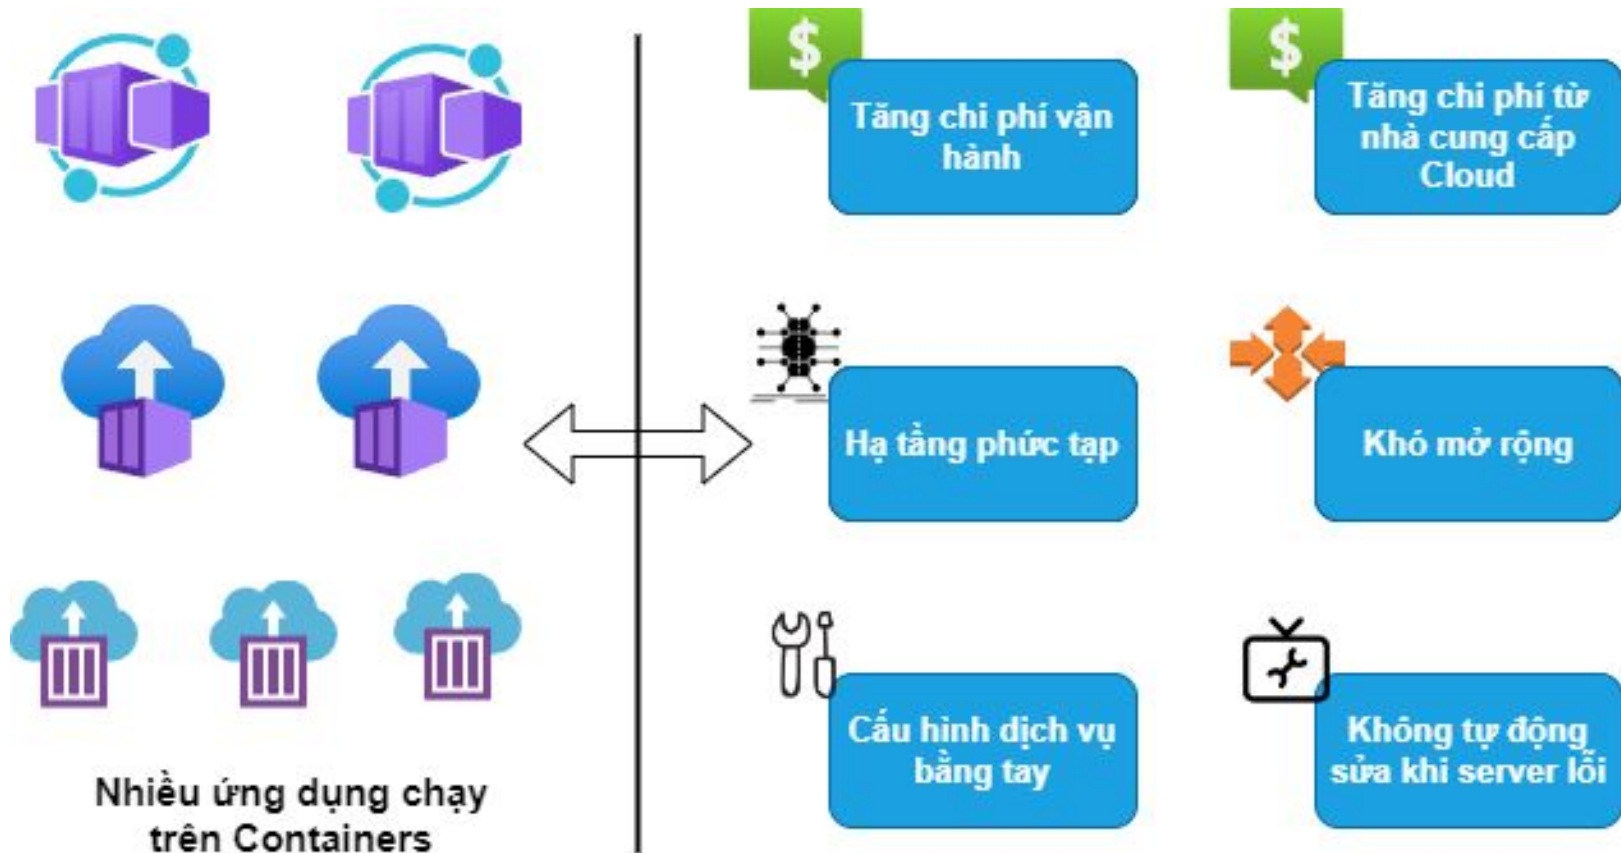 $
$
Tăng chi phí vận
hành
Tăng chi phí từ
nhà cung cấp
Cloud
Hạ tầng phức tạp
Khó mở rộng
Cấu hình dịch vụ
bằng tay
Không tự động
sửa khi server lỗi
Nhiều ứng dụng chạy
trên Containers